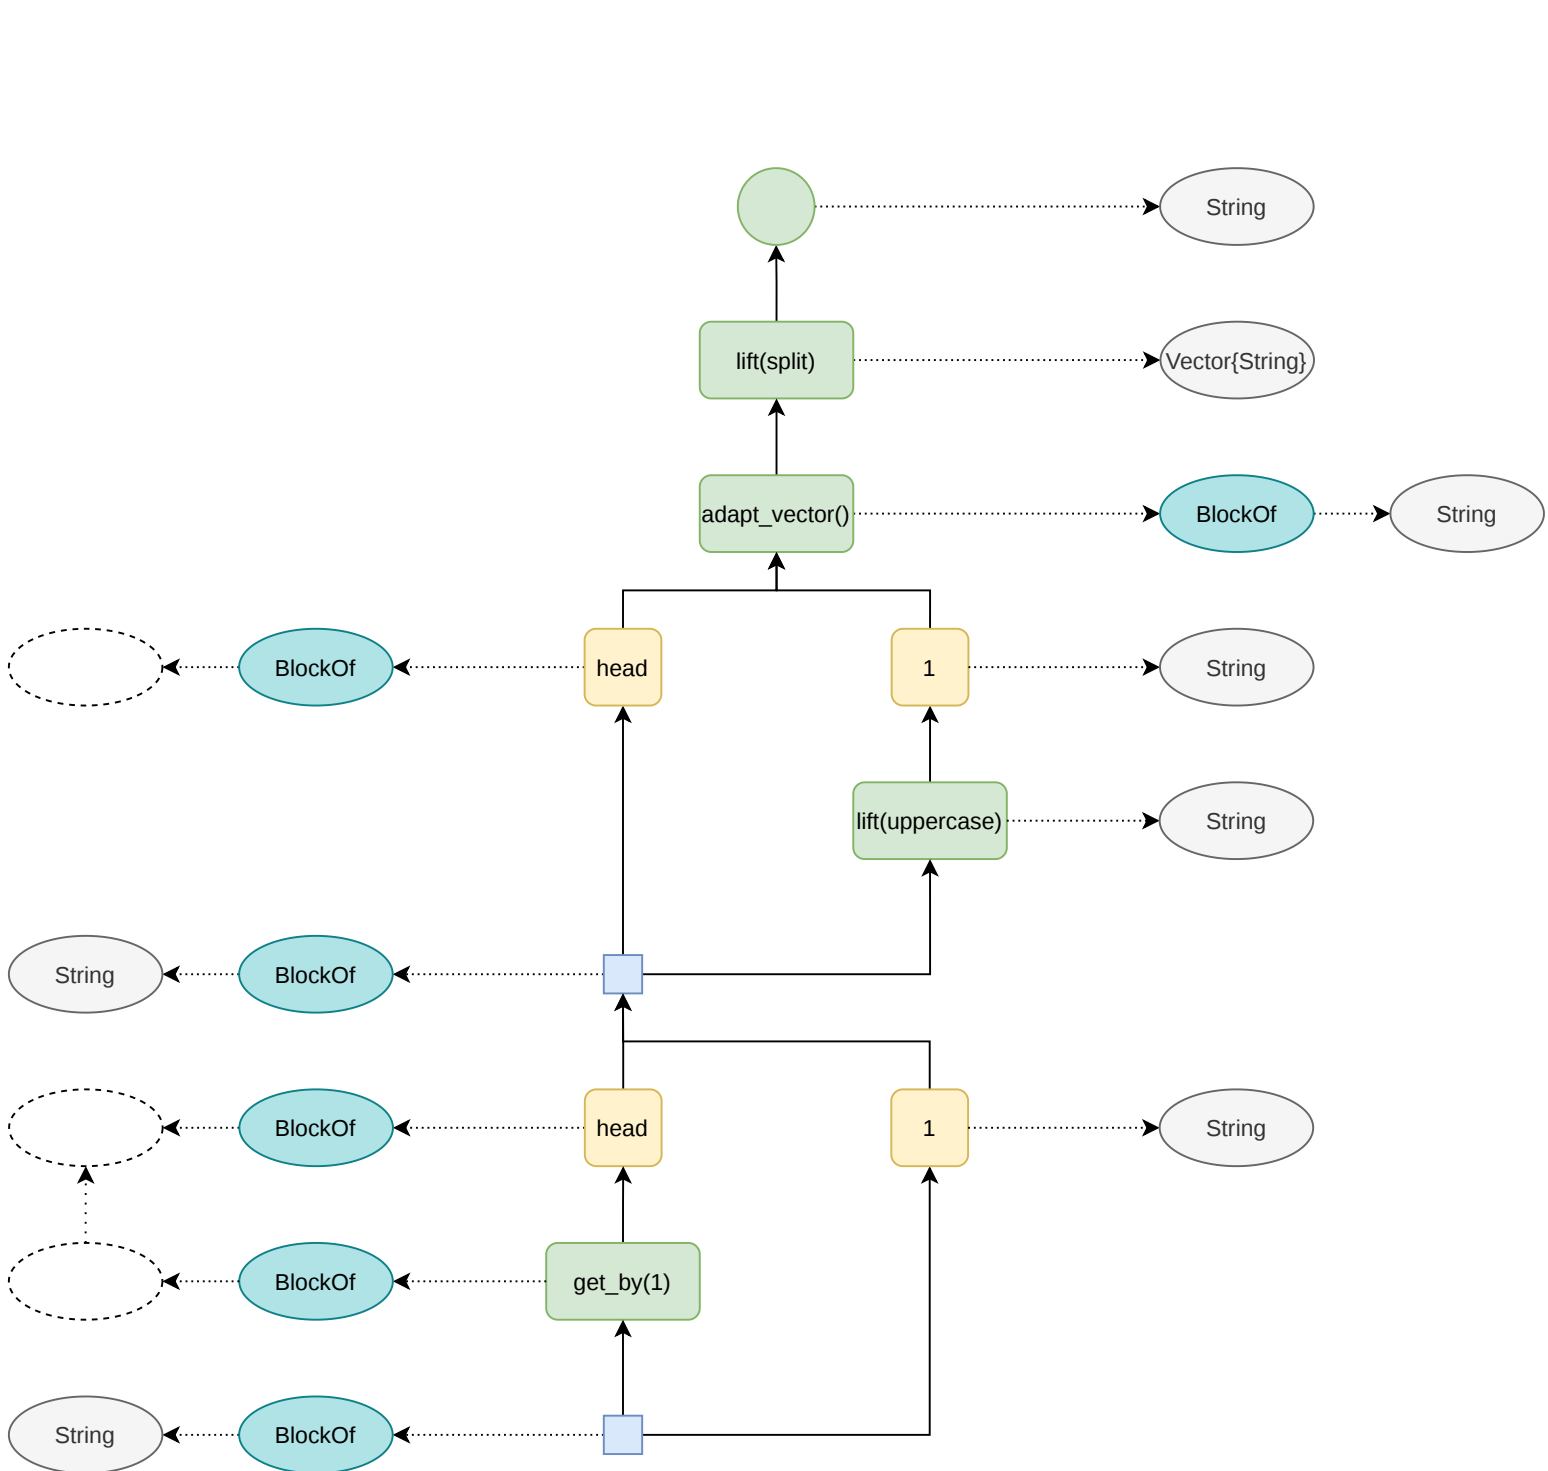 String
lift(split)
Vector{String}
adapt_vector()
BlockOf
String
BlockOf
head
1
String
lift(uppercase)
String
String
BlockOf
BlockOf
head
1
String
BlockOf
get_by(1)
String
BlockOf